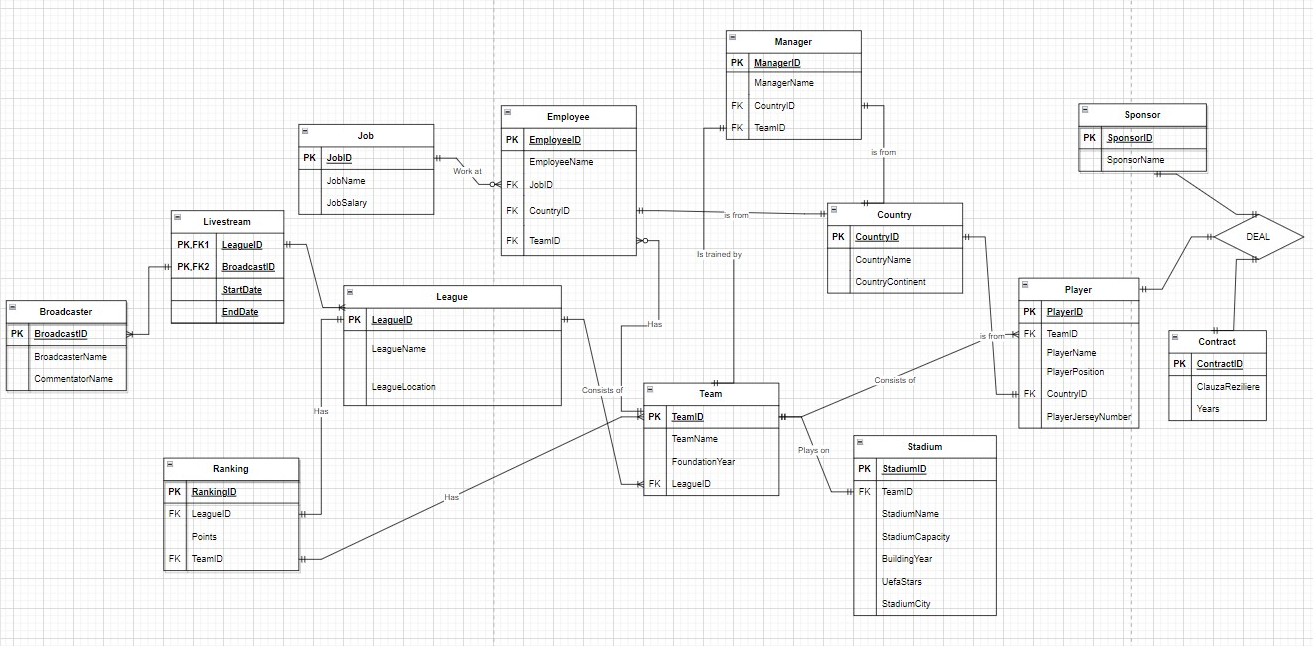 Manager
PK ManagerID
ManagerName
FK CountryID
FK TeamID
Employee
PK EmployeeID
EmployeeName
FK JobID
FK CountryID
FK TeamID
Job
PK JobID
JobName
JobSalary
Work at
is from
is from
Is trained by
Sponsor
PK SponsorID
SponsorName
DEAL
Country
PK CountryID
CountryName
CountryContinent
Livestream
PK,FK1 LeagueID
PK,FK2 BroadcastID
StartDate
EndDate
Broadcaster
PK BroadcastID
BroadcasterName
CommentatorName
League
PK LeagueID
LeagueName
LeagueLocation
Has
Consists of
Player
PK PlayerID
FK TeamID
PlayerName
PlayerPosition
FK CountryID
PlayerJerseyNumber
is from
Consists of
Contract
PK ContractID
ClauzaReziliere
Years
Team
PK TeamID
TeamName
FoundationYear
FK LeagueID
Has
Plays on
Stadium
PK StadiumID
FK TeamID
StadiumName
StadiumCapacity
BuildingYear
UefaStars
StadiumCity
Ranking
PK RankingID
FK LeagueID
Points
FK TeamID
Has